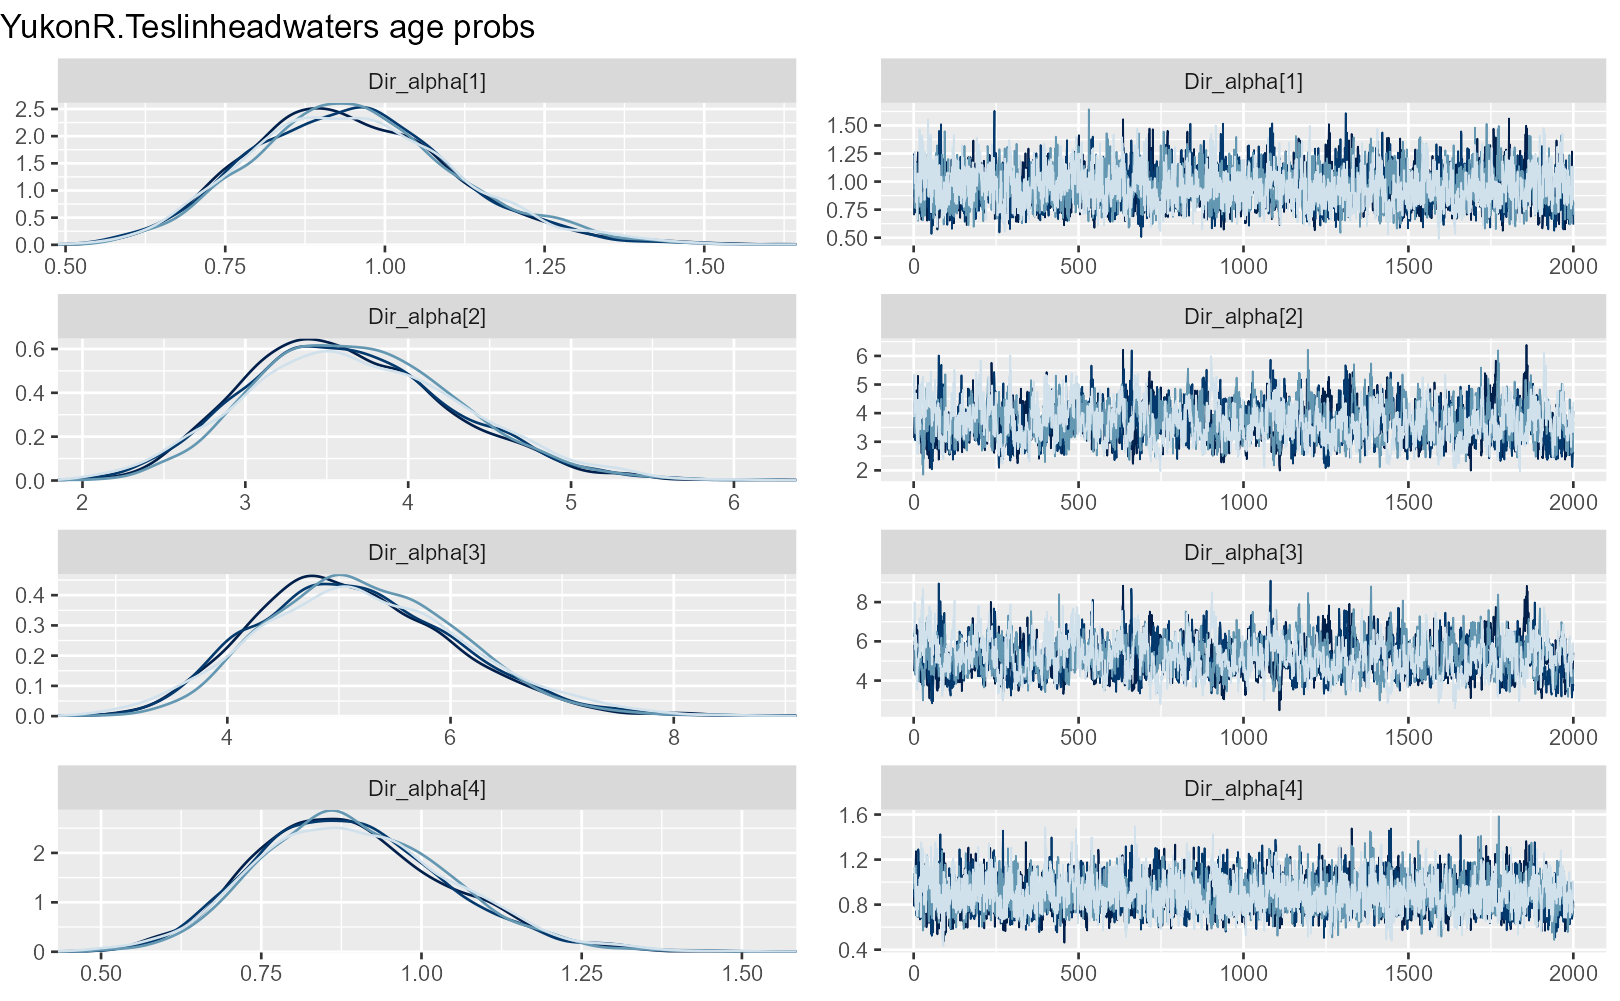 YukonR.Teslinheadwaters age probs
Dir_alpha[1]
2.5
2.0
1.5
1.0
0.5
0.0
0.50 0.75 1.00 1.25 1.50
Dir_alpha[1]
1.50
1.25
1.00
0.75
0.50
0 500 1000 1500 2000
Dir_alpha[2]
0.6
0.4
0.2
0.0
2 3 4 5 6
Dir_alpha[2]
6
5
4
3
2
0 500 1000 1500 2000
Dir_alpha[3]
0.4
0.3
0.2
0.1
0.0
4 6 8
Dir_alpha[3]
8
6
4
0 500 1000 1500 2000
Dir_alpha[4]
2
1
0
0.50 0.75 1.00 1.25 1.50
Dir_alpha[4]
1.6
1.2
0.8
0.4
0 500 1000 1500 2000